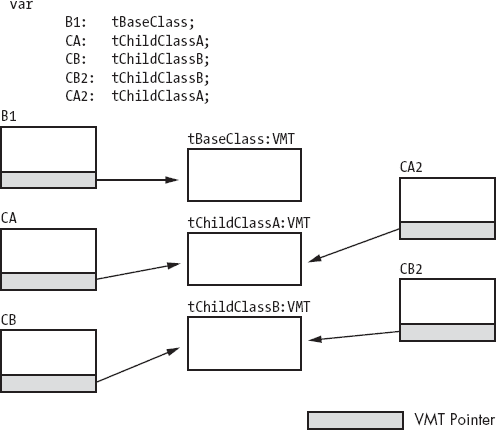 var
B1: tBaseClass;
CA: tChildClassA;
CB: tChildClassB;
CB2: tChildClassB;
CA2: tChildClassA;
B1
tBaseClass:VMT
CA2
CA
tChildClassA:VMT
CB2
CB
tChildClassB:VMT
VMT Pointer